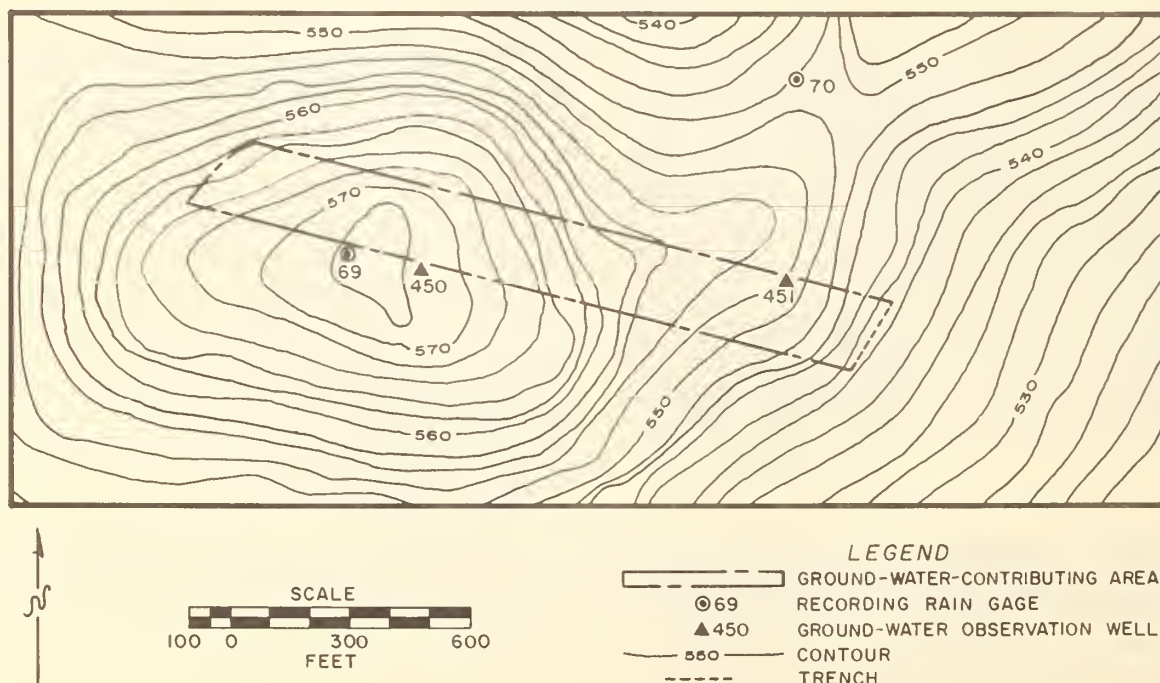 550
540
550
70
560
540
570
69
450
451
570
550
530
560
N
SCALE
100 0 300 600
FEET
LEGEND
GROUND-WATER-CONTRIBUTING AREA
69 RECORDING RAIN GAGE
450 GROUND-WATER OBSERVATION WELL
550 CONTOUR
TRENCH